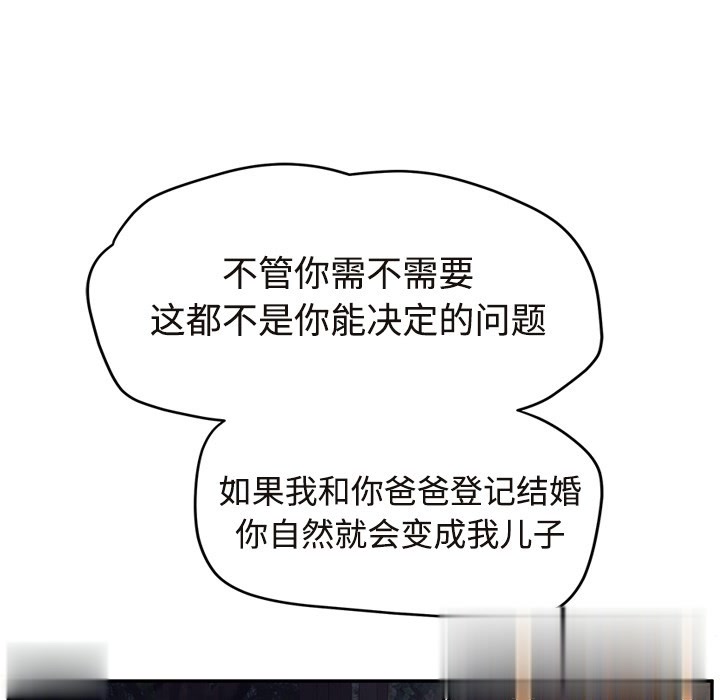 不管你需不需要
这都不是你能决定的问题
如果我和你爸爸登记结婚
你自然就会变成我儿子